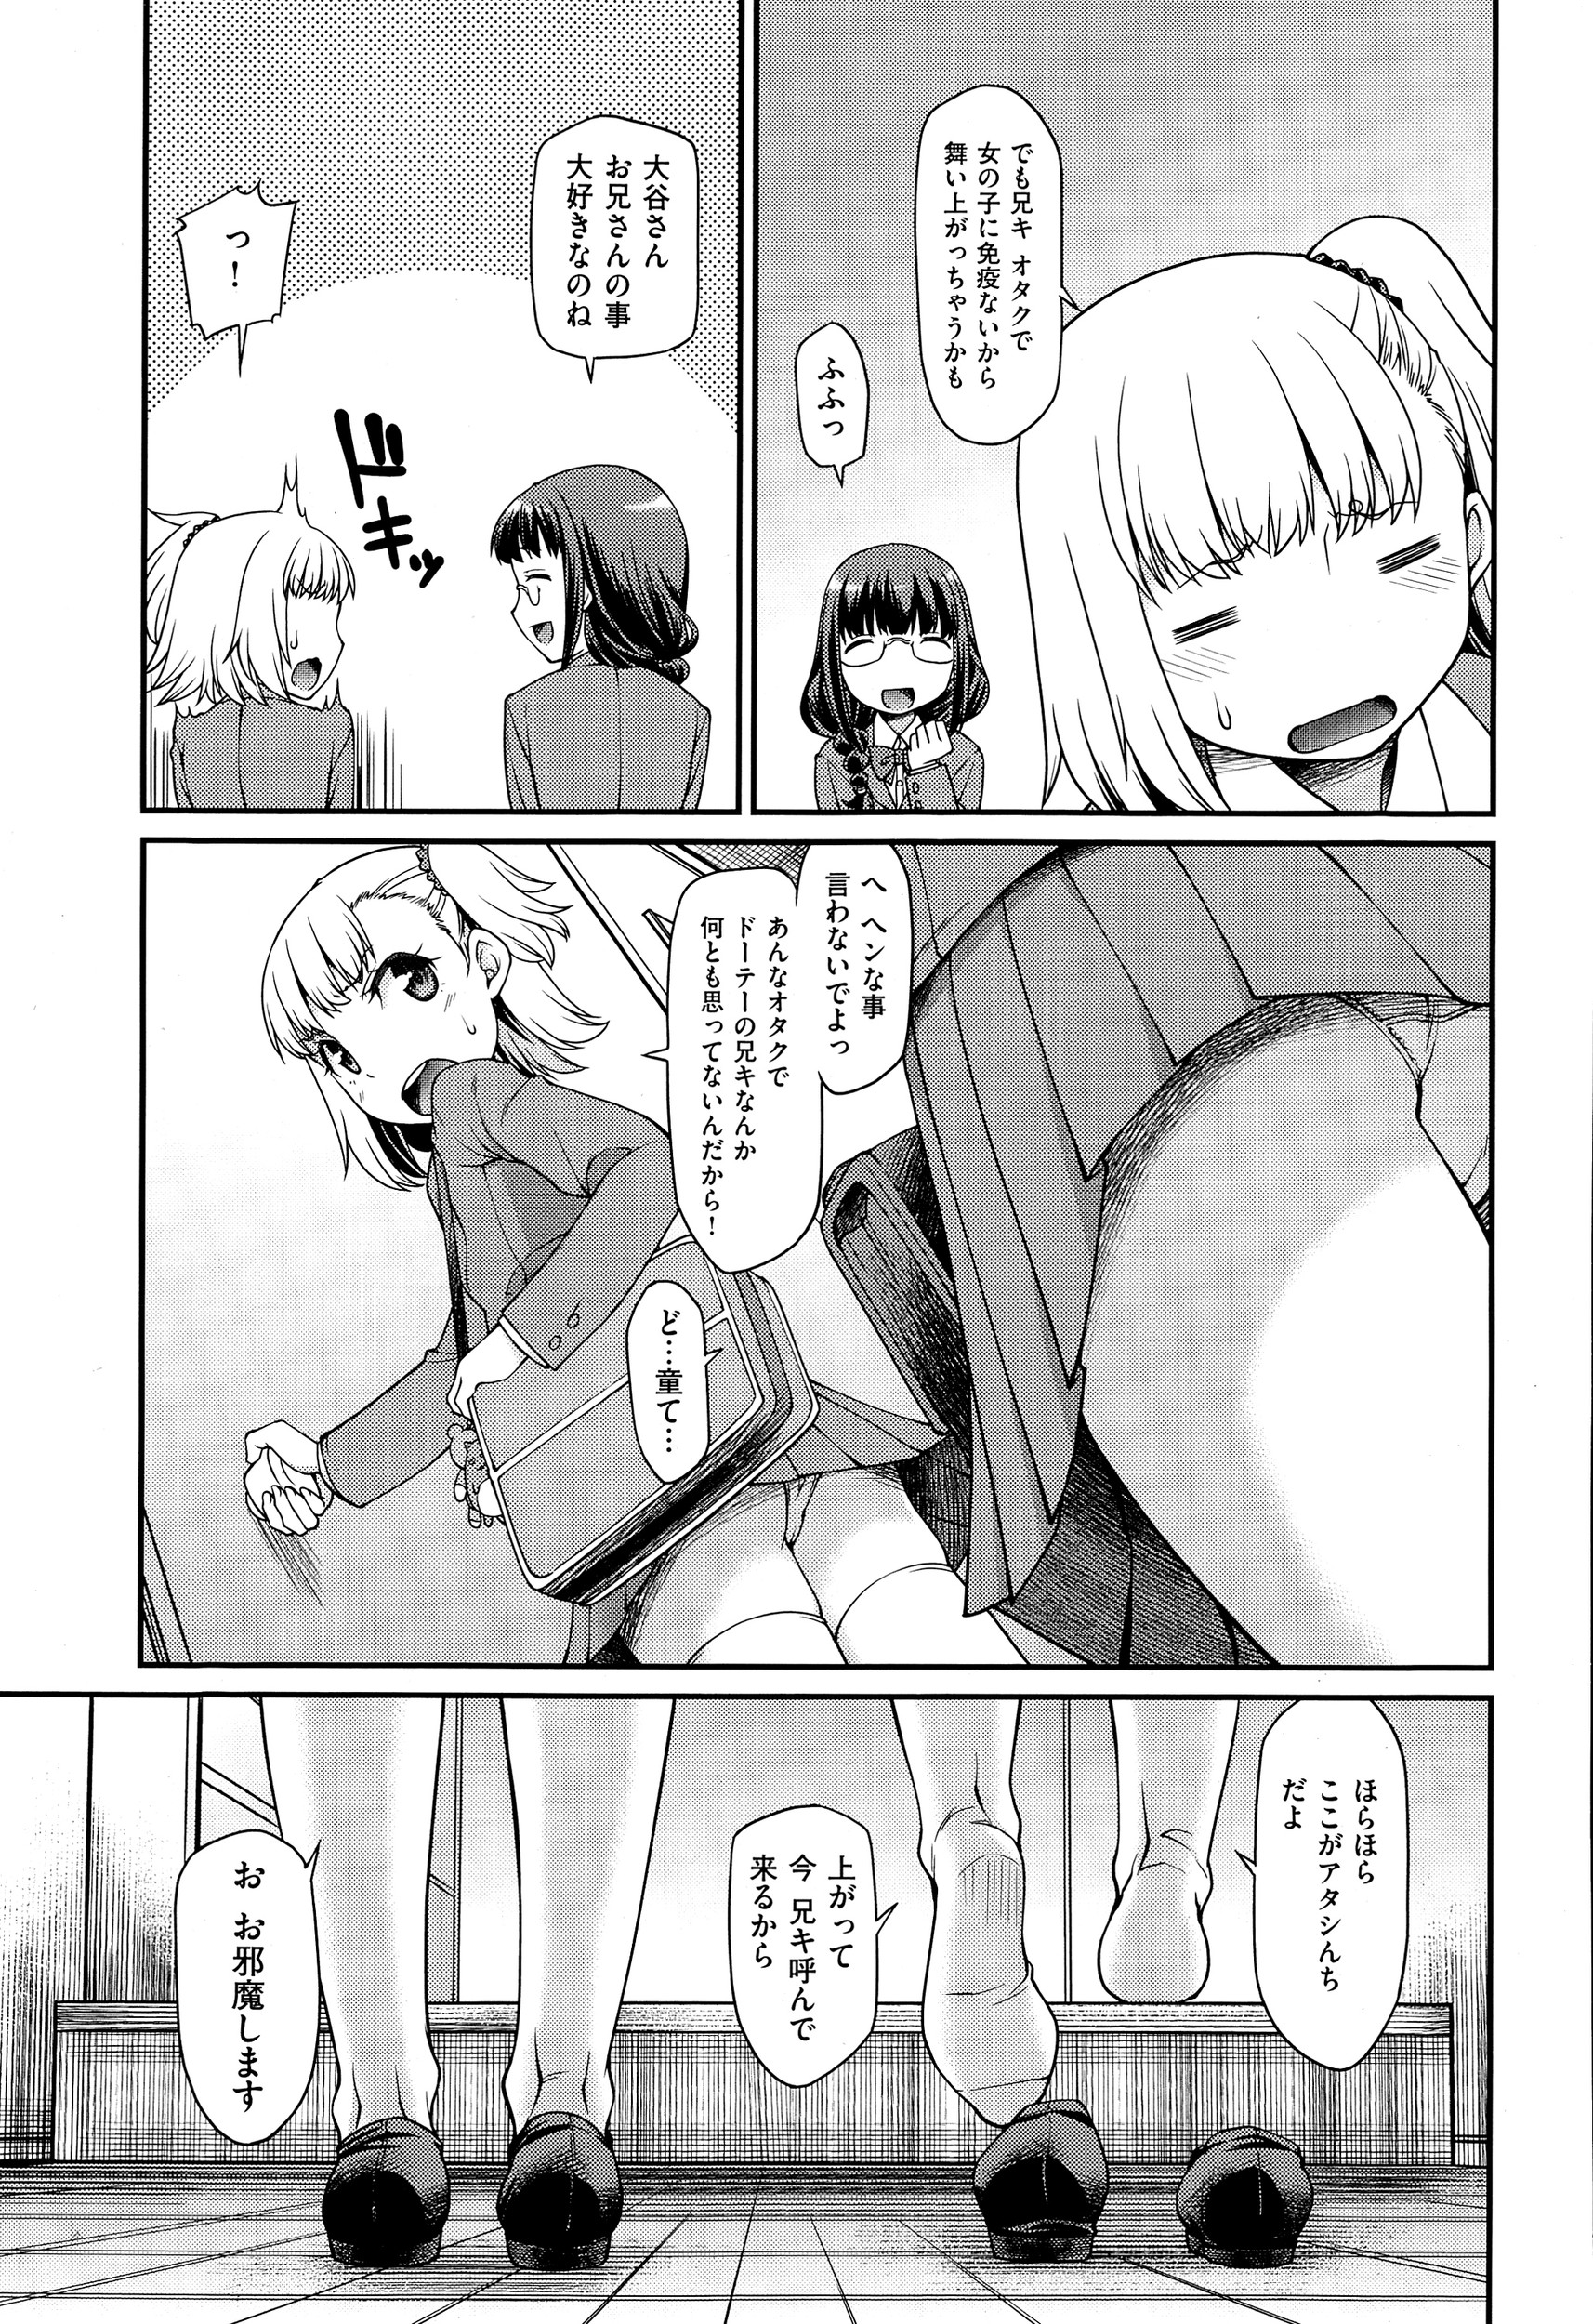 でも兄キ オタクで
女の子に免疫ないから
舞い上がっちゃうかも
ふふっ
大谷さん
お兄さんの事
大好きなのね
ドキッ
っ！
へ ヘンな事
言わないでよっ
あんなオタクで
ドーテーの兄キなんか
何とも思ってないんだから！
ど…童て…
ほらほら
ここがアタシんち
だよ
上がって
今 兄キ呼んで
来るから
お お邪魔します